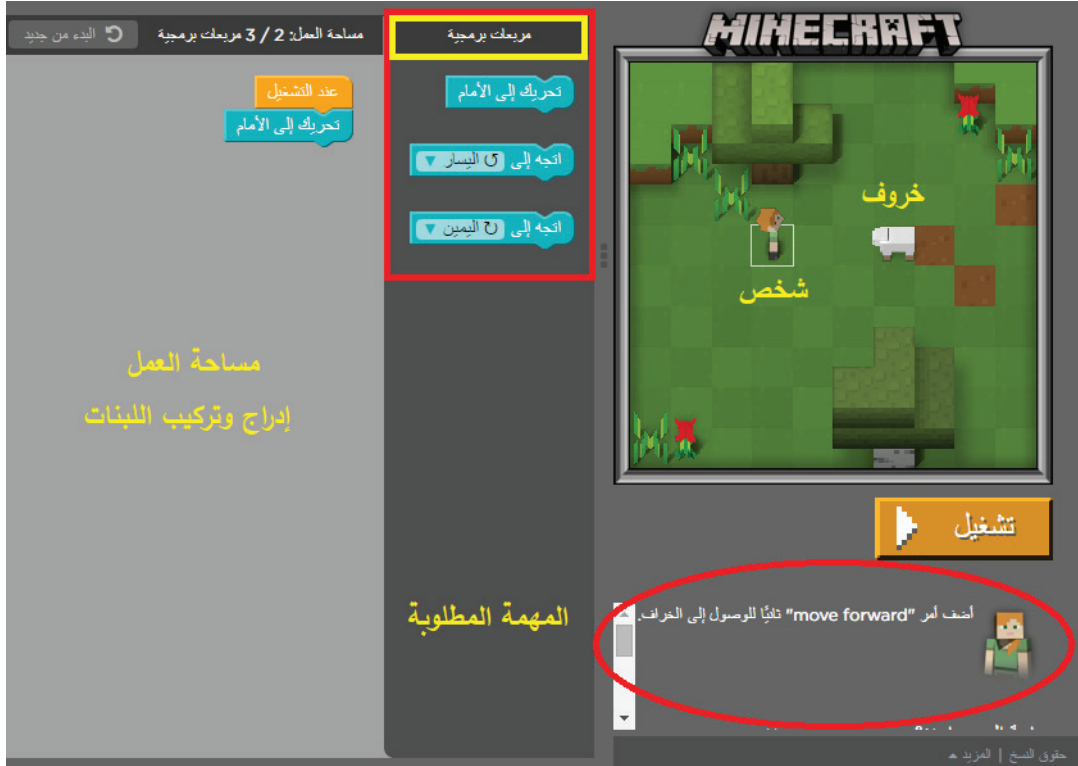 MINECRAFT
مربعات برمجية
مساحة العمل: 2 / 3 مربعات برمجية
البدء من جديد
خروف
شخص
تحريك إلى الأمام
اتجه إلى اليسار
اتجه إلى اليمين
عند التشغيل
تحريك إلى الأمام
مساحة العمل
إدراج وتركيب اللبنات
تشغيل
المهمة المطلوبة
أضف أمر "move forward" ثانيًا للوصول إلى الخراف.
حقوق النسخ | المزيد